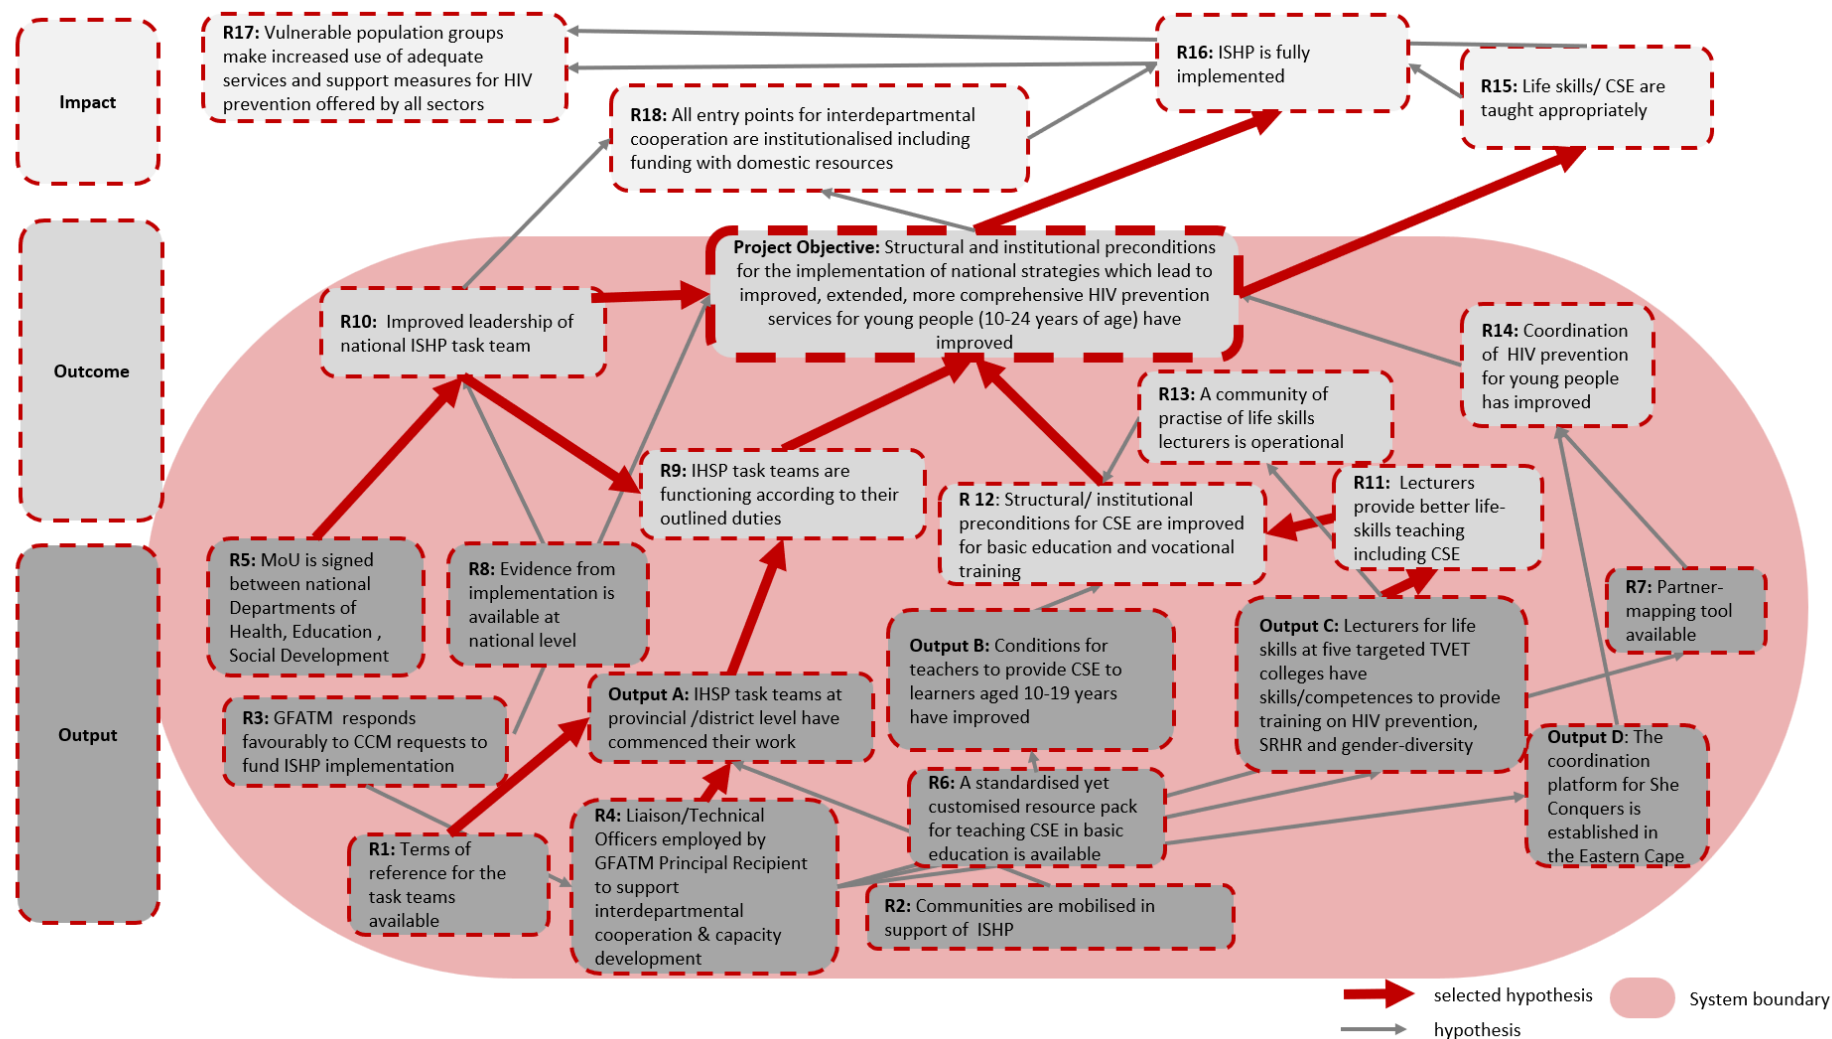 Impact
R17: Vulnerable population groups
make increased use of adequate
services and support measures for HIV
prevention offered by all sectors
R16: ISHP is fully
implemented
R15: Life skills/ CSE are
taught appropriately
R18: All entry points for interdepartmental
cooperation are institutionalised including
funding with domestic resources
Outcome
Project Objective: Structural and institutional preconditions
for the implementation of national strategies which lead to
improved, extended, more comprehensive HIV prevention
services for young people (10-24 years of age) have
improved
R10: Improved leadership of
national ISHP task team
R14: Coordination
of HIV prevention
for young people
has improved
R13: A community of
practise of life skills
lecturers is operational
R9: IHSP task teams are
functioning according to their
outlined duties
R 12: Structural/ institutional
preconditions for CSE are improved
for basic education and vocational
training
R11: Lecturers
provide better life-
skills teaching
including CSE
Output
R5: MoU is signed
between national
Departments of
Health, Education ,
Social Development
R8: Evidence from
implementation is
available at
national level
R7: Partner-
mapping tool
available
Output B: Conditions for
teachers to provide CSE to
learners aged 10-19 years
have improved
Output C: Lecturers for life
skills at five targeted TVET
colleges have
skills/competences to provide
training on HIV prevention,
SRHR and gender-diversity
Output A: IHSP task teams at
provincial /district level have
commenced their work
R3: GFATM responds
favourably to CCM requests to
fund ISHP implementation
Output D: The
coordination
platform for She
Conquers is
established in
the Eastern Cape
R6: A standardised yet
customised resource pack
for teaching CSE in basic
education is available
R4: Liaison/Technical
Officers employed by
GFATM Principal Recipient
to support
interdepartmental
cooperation & capacity
development
R1: Terms of
reference for the
task teams
available
R2: Communities are mobilised in
support of ISHP
selected hypothesis
System boundary
hypothesis